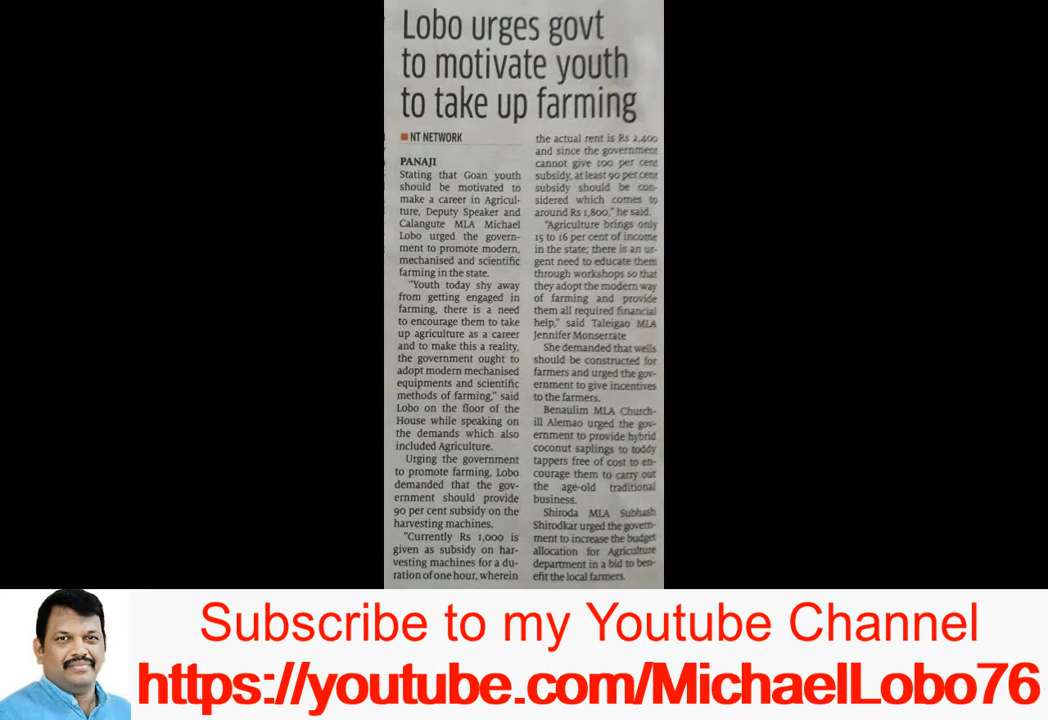 Lobo urges govt
to motivate youth
to take up farming
NT NETWORK
PANAJI
Stating that Goan youth
should be motivated to
make a career in Agricul-
ture, Deputy Speaker and
Calangute MLA Michael
Lobo urged the govern-
ment to promote modern,
mechanised and scientific
farming in the state.
"Youth today shy away
from getting engaged in
farming, there is a need
to encourage them to take
up agriculture as a career
and to make this a reality,
the government ought to
adopt modern mechanised
equipments and scientific
methods of farming," said
Lobo on the floor of the
House while speaking on
the demands which also
included Agriculture.
Urging the government
to promote farming, Lobo
demanded that the gov-
ernment should provide
90 per cent subsidy on the
harvesting machines.
"Currently Rs 1,000 is
given as subsidy on har-
vesting machines for a du-
ration of one hour, wherein
the actual rent is Rs 2,400
and since the government
cannot give 100 per cent
subsidy, at least 90 per cent
subsidy should be con-
sidered which comes to
around Rs 1,800," he said.
"Agriculture brings only
15 to 16 per cent of income
in the state; there is an ur-
gent need to educate them
through workshops so that
they adopt the modern way
of farming and provide
them all required financial
help," said Taleigao MLA
Jennifer Monserrate
She demanded that wells
should be constructed for
farmers and urged the gov-
ernment to give incentives
to the farmers.
Benaulim MLA Church-
ill Alemao urged the gov-
ernment to provide hybrid
coconut saplings to toddy
tappers free of cost to en-
courage them to carry out
the age-old traditional
business.
Shiroda MLA Subhash
Shirodkar urged the govern-
ment to increase the budget
allocation for Agriculture
department in a bid to ben-
efit the local farmers.
Subscribe to my Youtube Channel
https://youtube.com/MichaelLobo76